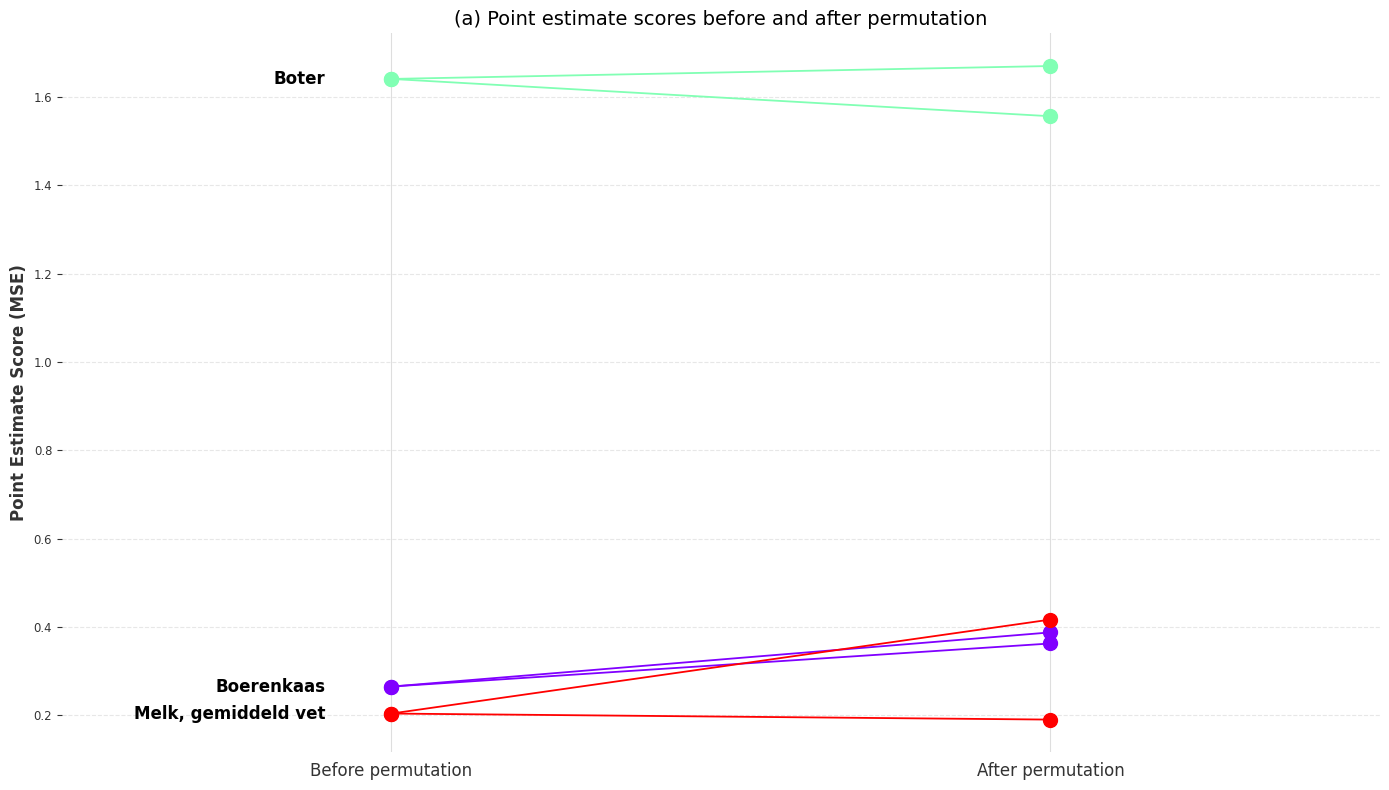 (a) Point estimate scores before and after permutation
Point Estimate Score (MSE)
1.6
1.4
1.2
1.0
0.8
0.6
0.4
0.2
Boter
Boerenkaas
Melk, gemiddeld vet
Before permutation
After permutation